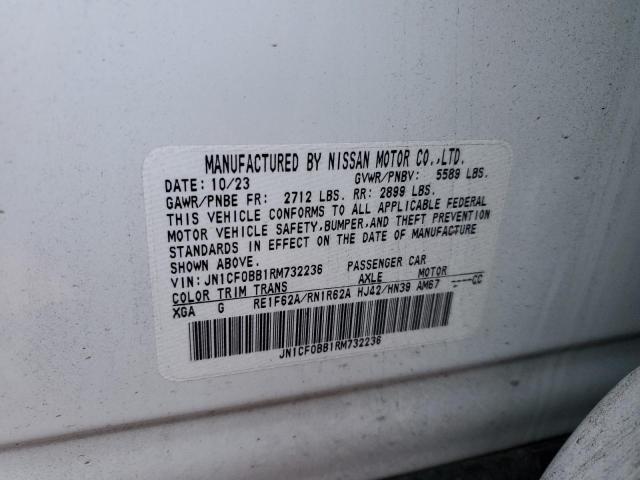 MANUFACTURED BY NISSAN MOTOR CO.,LTD.
DATE: 10/23 GVWR/PNBV: 5589 LBS.
GAWR/PNBE FR: 2712 LBS. RR: 2899 LBS.
THIS VEHICLE CONFORMS TO ALL APPLICABLE FEDERAL
MOTOR VEHICLE SAFETY,BUMPER,AND THEFT PREVENTION
STANDARDS IN EFFECT ON THE DATE OF MANUFACTURE
SHOWN ABOVE.
VIN: JN1CF0BB1RM732236 PASSENGER CAR
COLOR TRIM TRANS AXLE MOTOR
XGA G RE1F62A/RN1R62A HJ42/HN39 AM67 ----CC
JN1CF0BB1RM732236